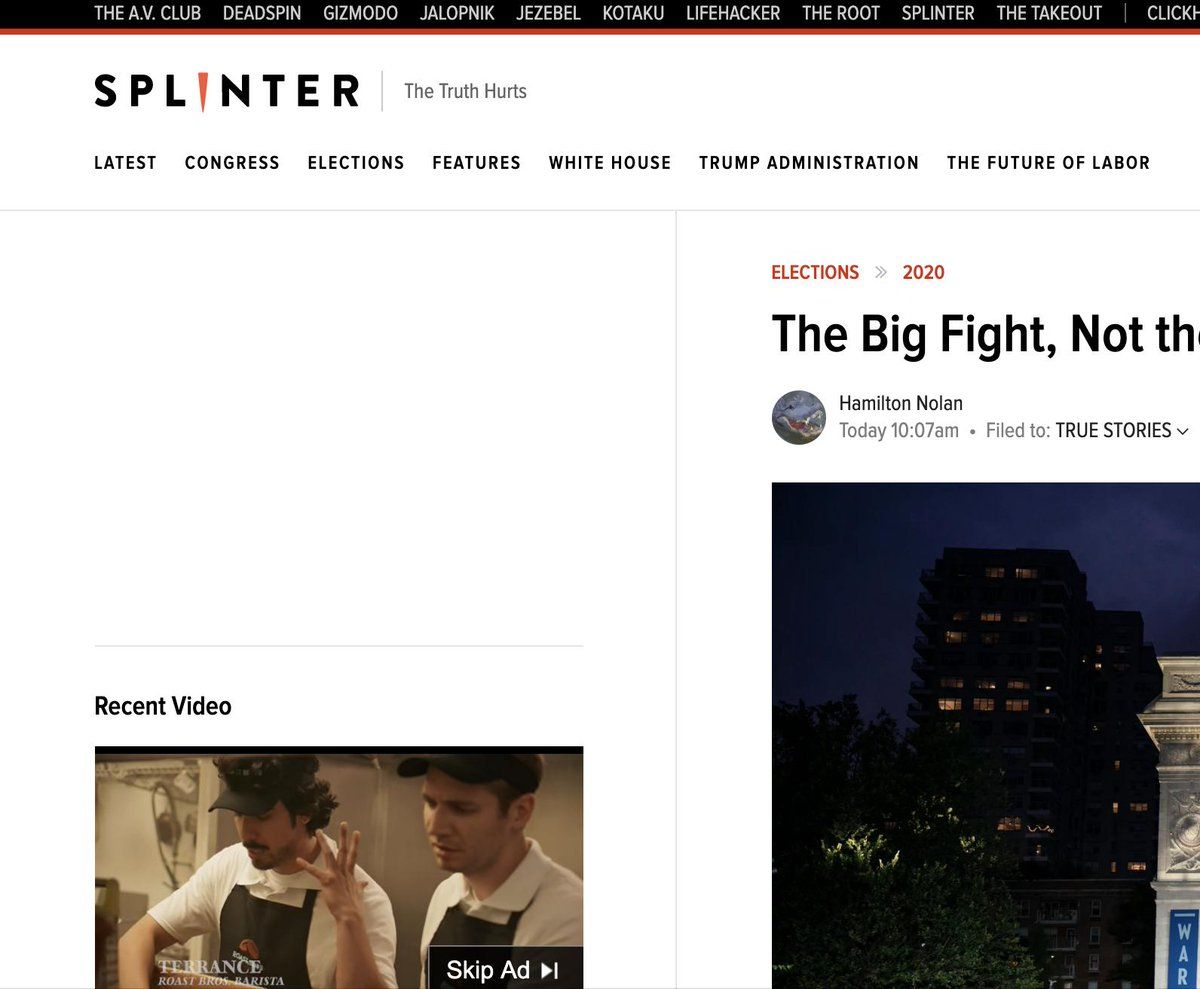 THE A.V. CLUB DEADSPIN GIZMODO JALOPNIK JEZEBEL KOTAKU LIFEHACKER THE ROOT SPLINTER THE TAKEOUT | CLICKH
SPLINTER The Truth Hurts
LATEST CONGRESS ELECTIONS FEATURES WHITE HOUSE TRUMP ADMINISTRATION THE FUTURE OF LABOR
ELECTIONS » 2020
The Big Fight, Not th
Hamilton Nolan
Today 10:07am • Filed to: TRUE STORIES
Recent Video
TERRANCE
ROAST BROS. BARISTA
Skip Ad
WAR